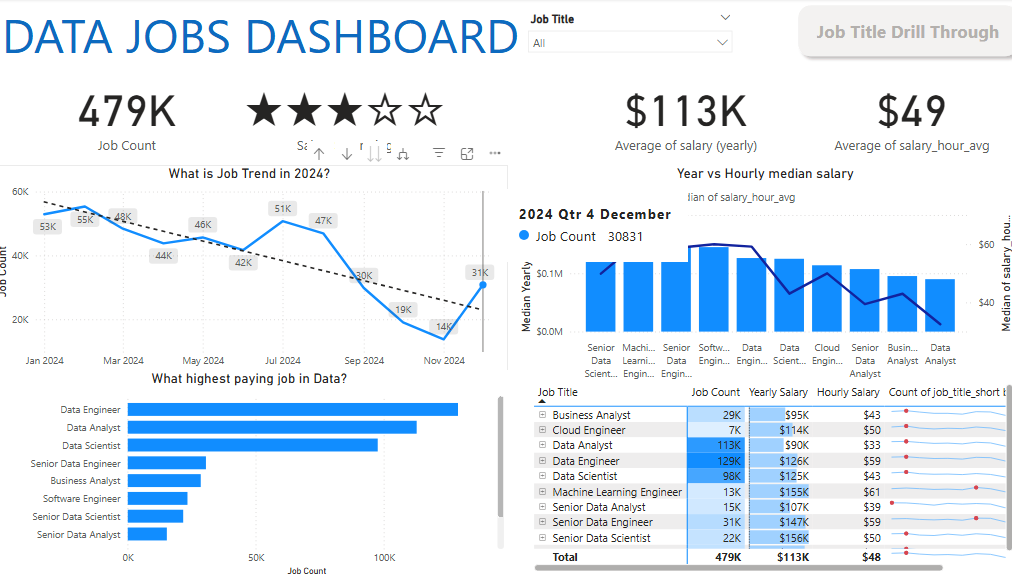 DATA JOBS DASHBOARD
Job Title
All
Job Title Drill Through
479K
Job Count
$113K
Average of salary (yearly)
$49
Average of salary_hour_avg
What is Job Trend in 2024?
60K
40K
20K
Job Count
53K
55K
48K
44K
46K
42K
51K
47K
30K
19K
14K
31K
Jan 2024
Mar 2024
May 2024
Jul 2024
Sep 2024
Nov 2024
Year vs Hourly median salary
lian of salary_hour_avg
2024 Qtr 4 December
Job Count 30831
Median Yearly
$0.1M
$0.0M
$60
$40
Median of salary_hou...
Senior Data Scient...
Machi... Learni... Engin...
Senior Data Engin...
Softw... Engin...
Data Engin...
Data Scient...
Cloud Engin...
Senior Data Analyst
Busin... Analyst
Data Analyst
What highest paying job in Data?
Data Engineer
Data Analyst
Data Scientist
Senior Data Engineer
Business Analyst
Software Engineer
Senior Data Scientist
Senior Data Analyst
0K
50K
100K
Job Count
Job Title Job Count Yearly Salary Hourly Salary Count of job_title_short b
Business Analyst 29K $95K $43
Cloud Engineer 7K $114K $50
Data Analyst 113K $90K $33
Data Engineer 129K $126K $59
Data Scientist 98K $125K $43
Machine Learning Engineer 13K $155K $61
Senior Data Analyst 15K $107K $39
Senior Data Engineer 31K $147K $59
Senior Data Scientist 22K $156K $50
Total 479K $113K $48